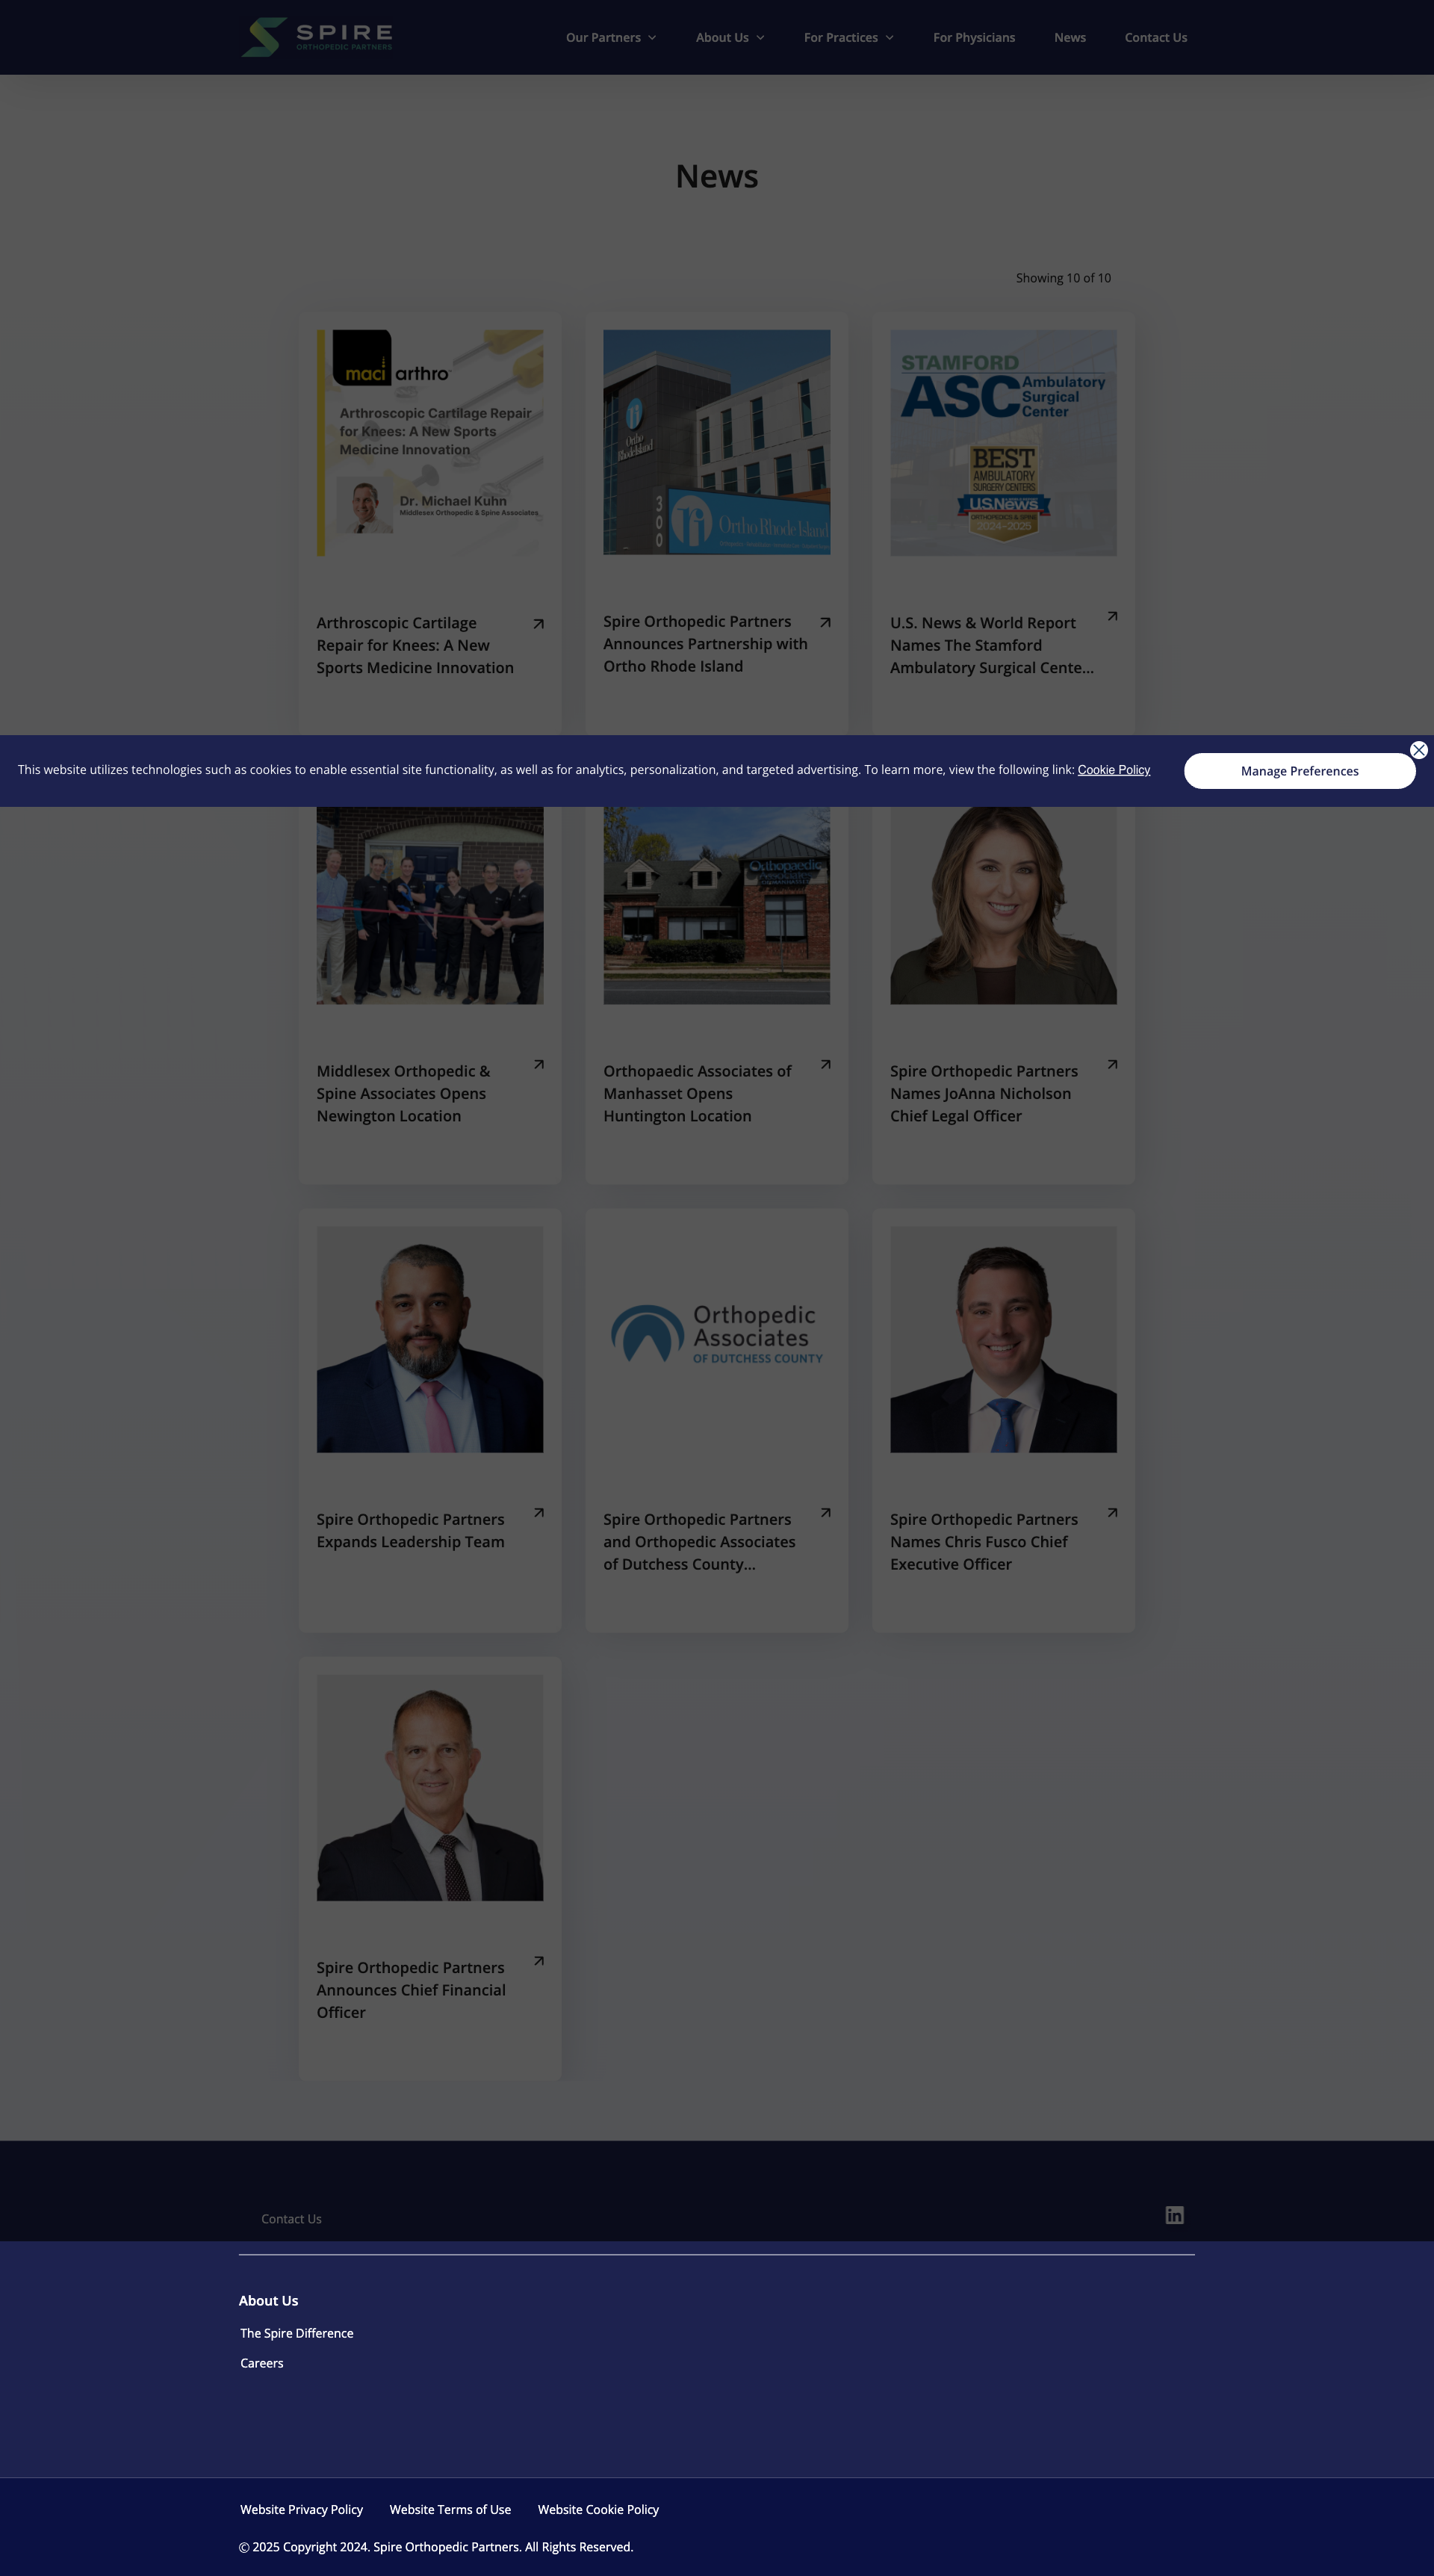 SPIRE
ORTHOPEDIC PARTNERS
Our Partners
About Us
For Practices
For Physicians
News
Contact Us
News
Showing 10 of 10
maci arthro™
Arthroscopic Cartilage Repair
for Knees: A New Sports
Medicine Innovation
Dr. Michael Kuhn
Middlesex Orthopedic & Spine Associates
Ortho
Rhode Island
300
ri Ortho Rhode Island
STAMFORD
ASC Ambulatory
Surgical
Center
BEST
AMBULATORY
SURGERY CENTERS
U.S. News
ORTHOPEDICS & SPINE
2024-2025
Arthroscopic Cartilage
Repair for Knees: A New
Sports Medicine Innovation
Spire Orthopedic Partners
Announces Partnership with
Ortho Rhode Island
U.S. News & World Report
Names The Stamford
Ambulatory Surgical Cente...
This website utilizes technologies such as cookies to enable essential site functionality, as well as for analytics, personalization, and targeted advertising. To learn more, view the following link: Cookie Policy
Manage Preferences
Orthopaedic
Associates
Middlesex Orthopedic &
Spine Associates Opens
Newington Location
Orthopaedic Associates of
Manhasset Opens
Huntington Location
Spire Orthopedic Partners
Names JoAnna Nicholson
Chief Legal Officer
Orthopedic
Associates
OF DUTCHESS COUNTY
Spire Orthopedic Partners
Expands Leadership Team
Spire Orthopedic Partners
and Orthopedic Associates
of Dutchess County...
Spire Orthopedic Partners
Names Chris Fusco Chief
Executive Officer
Spire Orthopedic Partners
Announces Chief Financial
Officer
Contact Us
About Us
The Spire Difference
Careers
Website Privacy Policy
Website Terms of Use
Website Cookie Policy
© 2025 Copyright 2024. Spire Orthopedic Partners. All Rights Reserved.